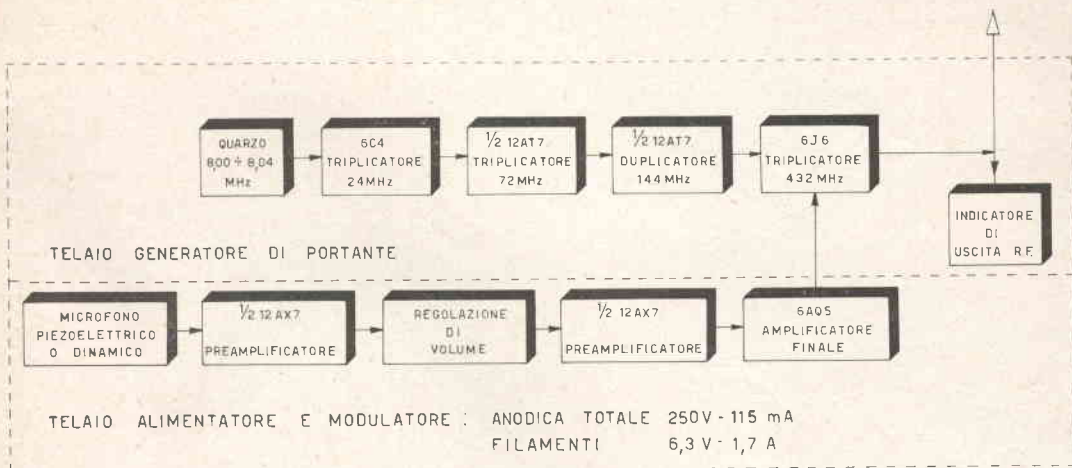 QUARZO
8,00 ÷ 8,04
MHz
6C4
TRIPLICATORE
24MHz
½ 12AT7
TRIPLICATORE
72 MHz
½ 12AT7
DUPLICATORE
144 MHz
6J6
TRIPLICATORE
432 MHz
INDICATORE
DI
USCITA R.F.
TELAIO GENERATORE DI PORTANTE
MICROFONO
PIEZOELETTRICO
O DINAMICO
½ 12AX7
PREAMPLIFICATORE
REGOLAZIONE
DI
VOLUME
½ 12AX7
PREAMPLIFICATORE
6AQ5
AMPLIFICATORE
FINALE
TELAIO ALIMENTATORE E MODULATORE : ANODICA TOTALE 250V - 115 mA
FILAMENTI 6,3 V - 1,7 A